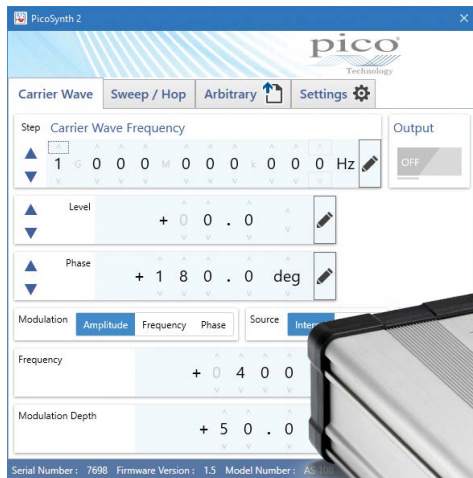 PicoSynth 2
pico
Technology
Carrier Wave Sweep / Hop Arbitrary Settings
Step Carrier Wave Frequency Output
1 G 0 0 0 M 0 0 0 k 0 0 0 Hz OFF
Level + 0 0 . 0
Phase + 1 8 0 . 0 deg
Modulation Amplitude Frequency Phase Source
Frequency + 0 4 0 0
Modulation Depth + 5 0 . 0
Serial Number : 7698 Firmware Version : 1.5 Model Number : AS 108